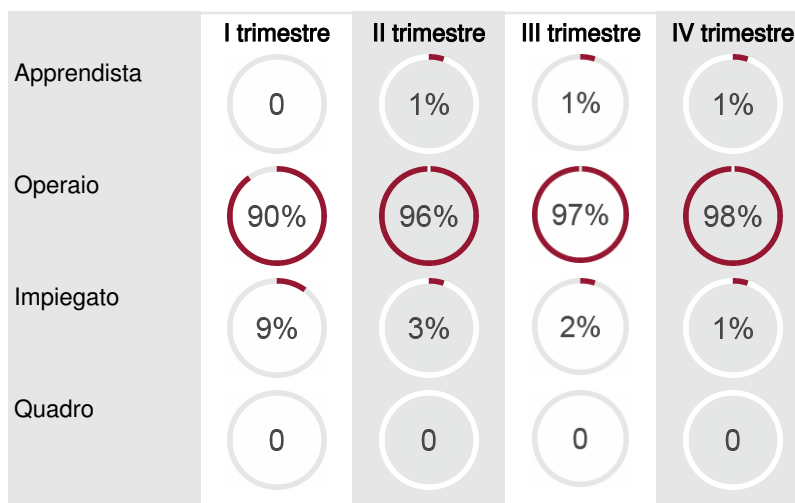 I trimestre II trimestre III trimestre IV trimestre
Apprendista 0 1% 1% 1%
Operaio 90% 96% 97% 98%
Impiegato 9% 3% 2% 1%
Quadro 0 0 0 0